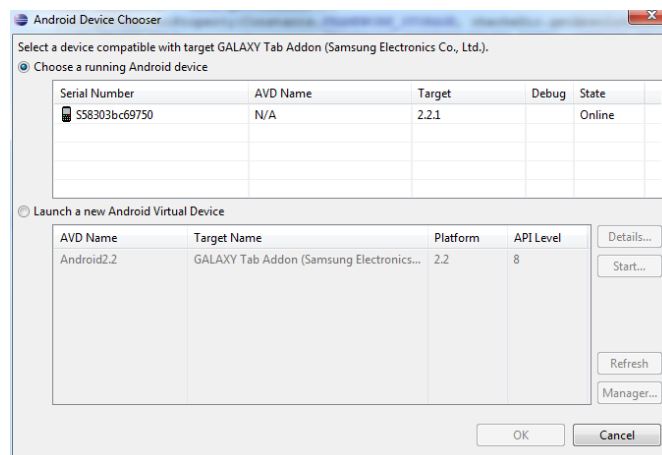 Android Device Chooser
Select a device compatible with target GALAXY Tab Addon (Samsung Electronics Co., Ltd.).
Choose a running Android device
Serial Number AVD Name Target Debug State
S58303bc69750 N/A 2.2.1 Online
Launch a new Android Virtual Device
AVD Name Target Name Platform API Level
Android2.2 GALAXY Tab Addon (Samsung Electronics... 2.2 8
Details...
Start...
Refresh
Manager...
OK Cancel